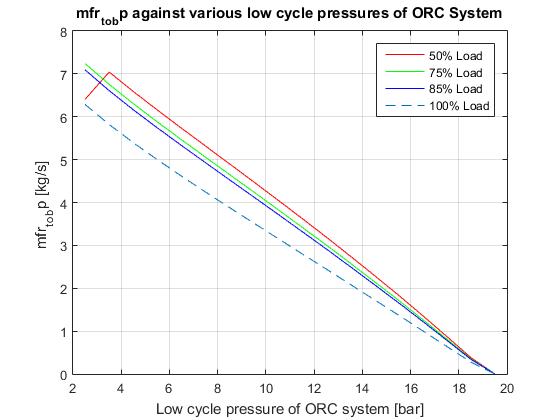 mfr_tob p against various low cycle pressures of ORC System
8
7
6
5
4
3
2
1
0
mfr_tob p [kg/s]
50% Load
75% Load
85% Load
100% Load
2 4 6 8 10 12 14 16 18 20
Low cycle pressure of ORC system [bar]